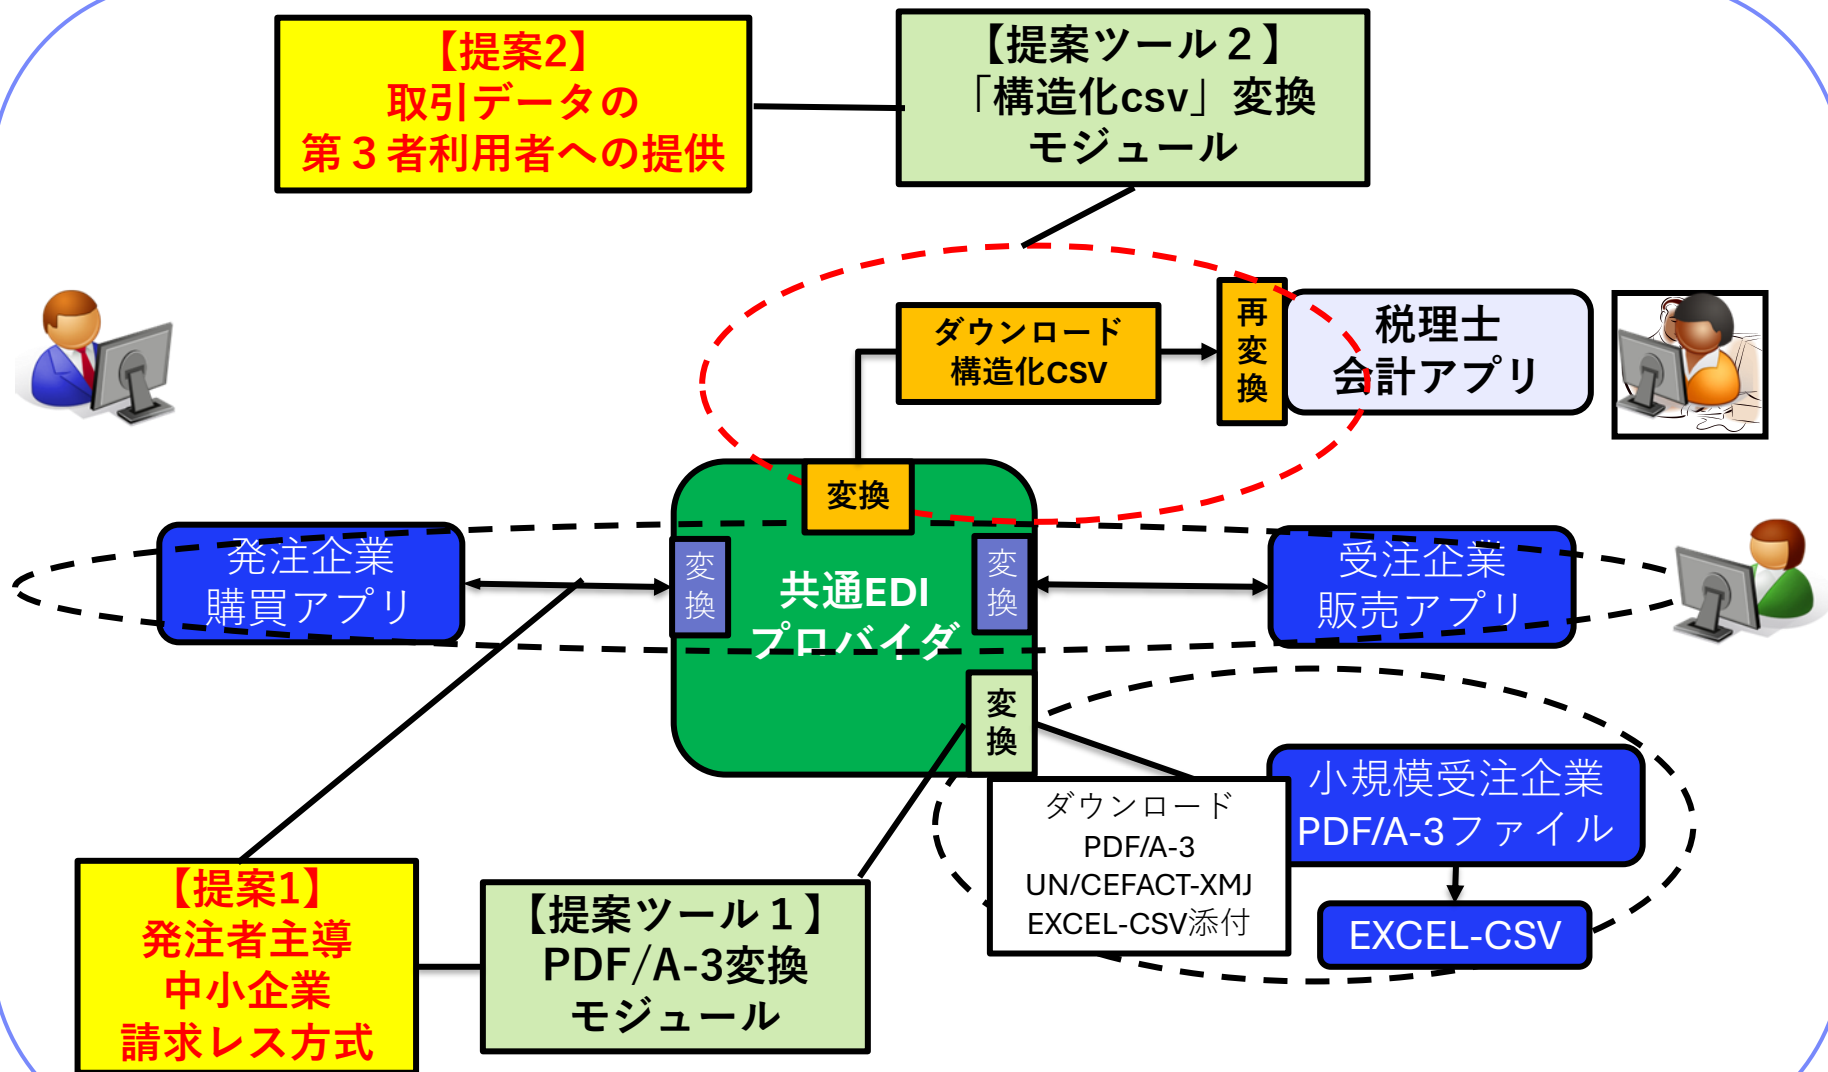 【提案2】
取引データの
第３者利用者への提供
【提案ツール２】
「構造化csv」変換
モジュール
ダウンロード
構造化CSV
再
変
換
税理士
会計アプリ
変換
発注企業
購買アプリ
変
換
共通EDI
プロバイダ
変
換
受注企業
販売アプリ
変
換
ダウンロード
PDF/A-3
UN/CEFACT-XMJ
EXCEL-CSV添付
小規模受注企業
PDF/A-3ファイル
EXCEL-CSV
【提案1】
発注者主導
中小企業
請求レス方式
【提案ツール１】
PDF/A-3変換
モジュール